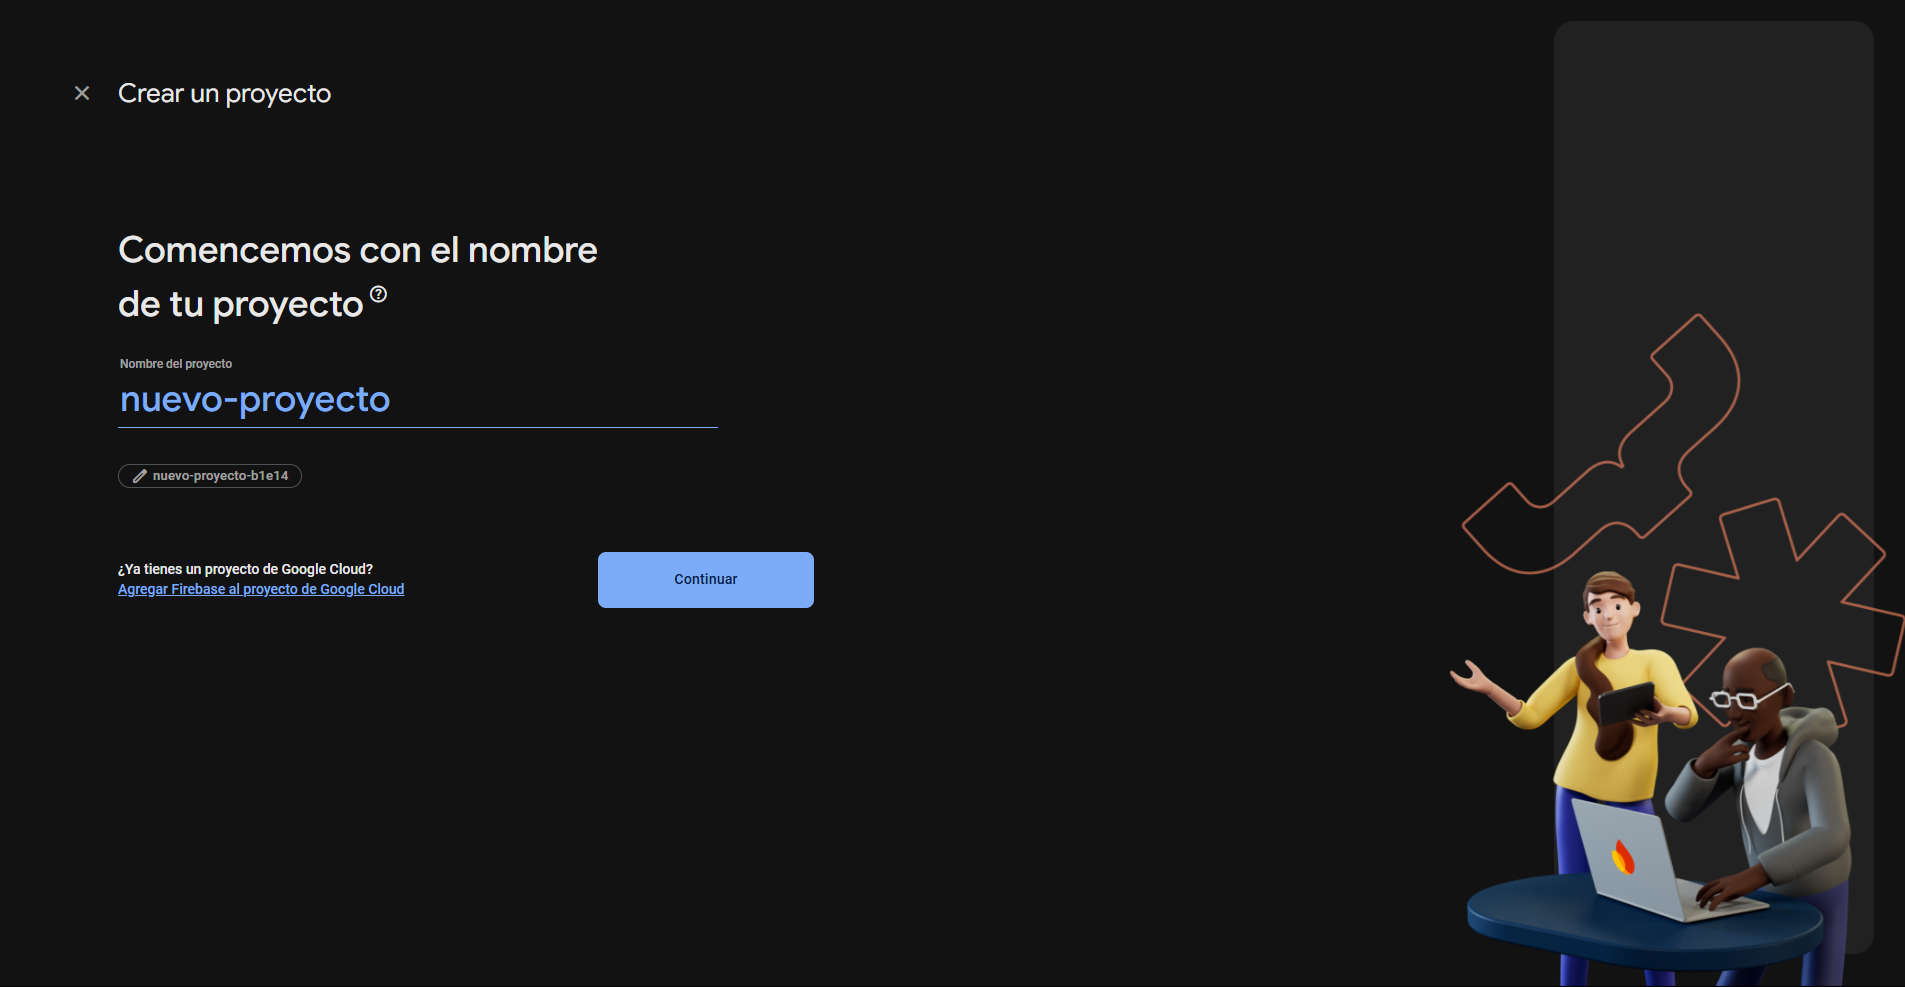 Crear un proyecto
Comencemos con el nombre
de tu proyecto
Nombre del proyecto
nuevo-proyecto
nuevo-proyecto-b1e14
¿Ya tienes un proyecto de Google Cloud?
Agregar Firebase al proyecto de Google Cloud
Continuar